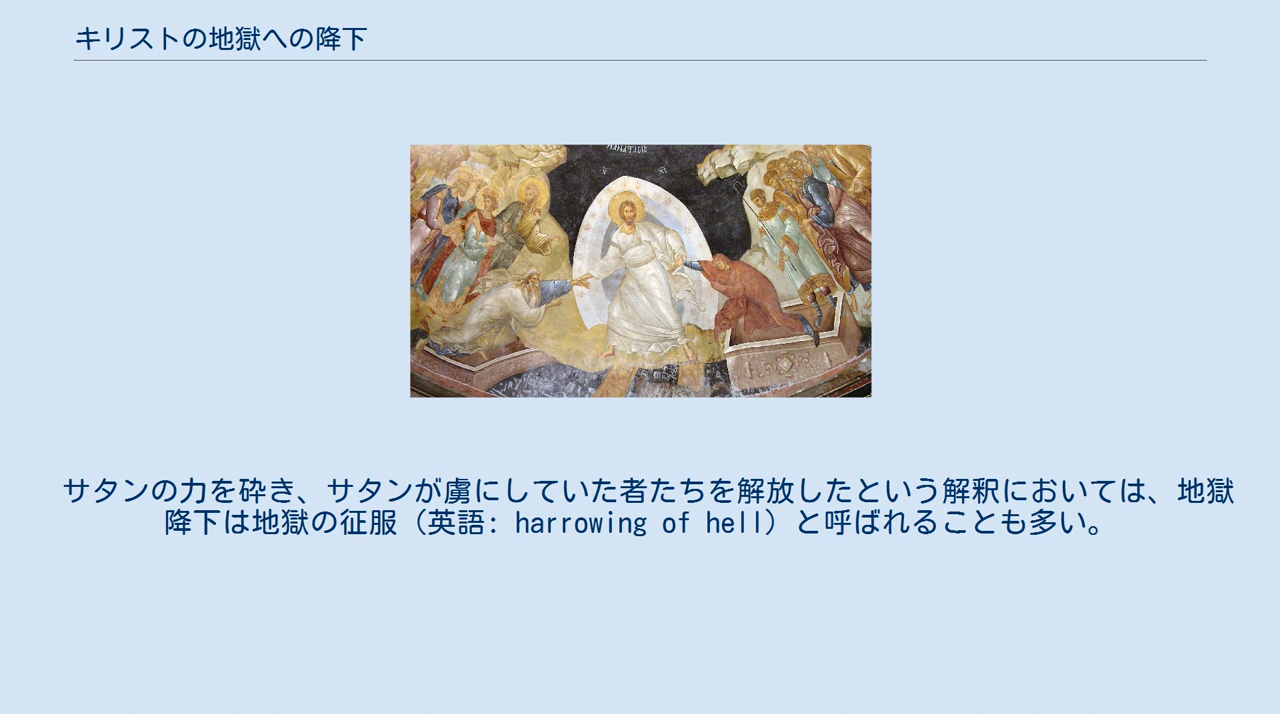 キリストの地獄への降下
サタンの力を砕き、サタンが虜にしていた者たちを解放したという解釈においては、地獄
降下は地獄の征服（英語: harrowing of hell）と呼ばれることも多い。